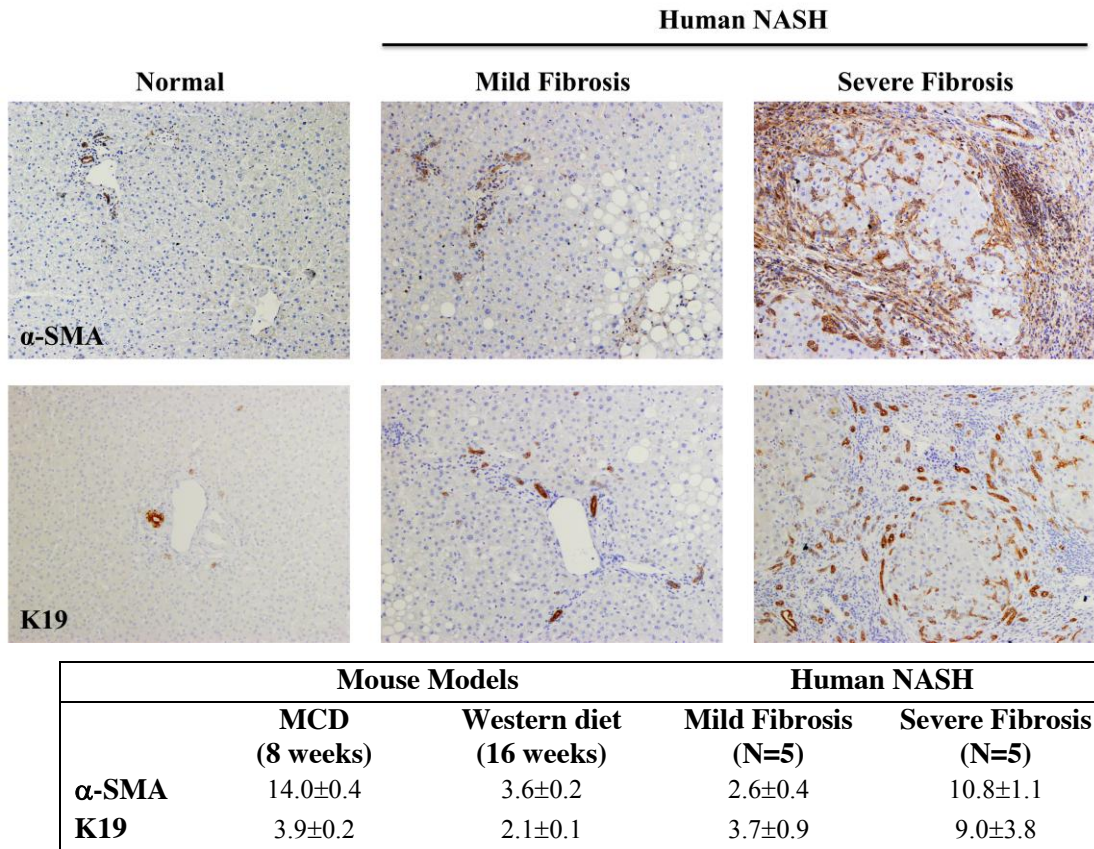 Human NASH
Normal Mild Fibrosis Severe Fibrosis
α-SMA
K19
Mouse Models Human NASH
MCD Western diet Mild Fibrosis Severe Fibrosis
(8 weeks) (16 weeks) (N=5) (N=5)
α-SMA 14.0±0.4 3.6±0.2 2.6±0.4 10.8±1.1
K19 3.9±0.2 2.1±0.1 3.7±0.9 9.0±3.8